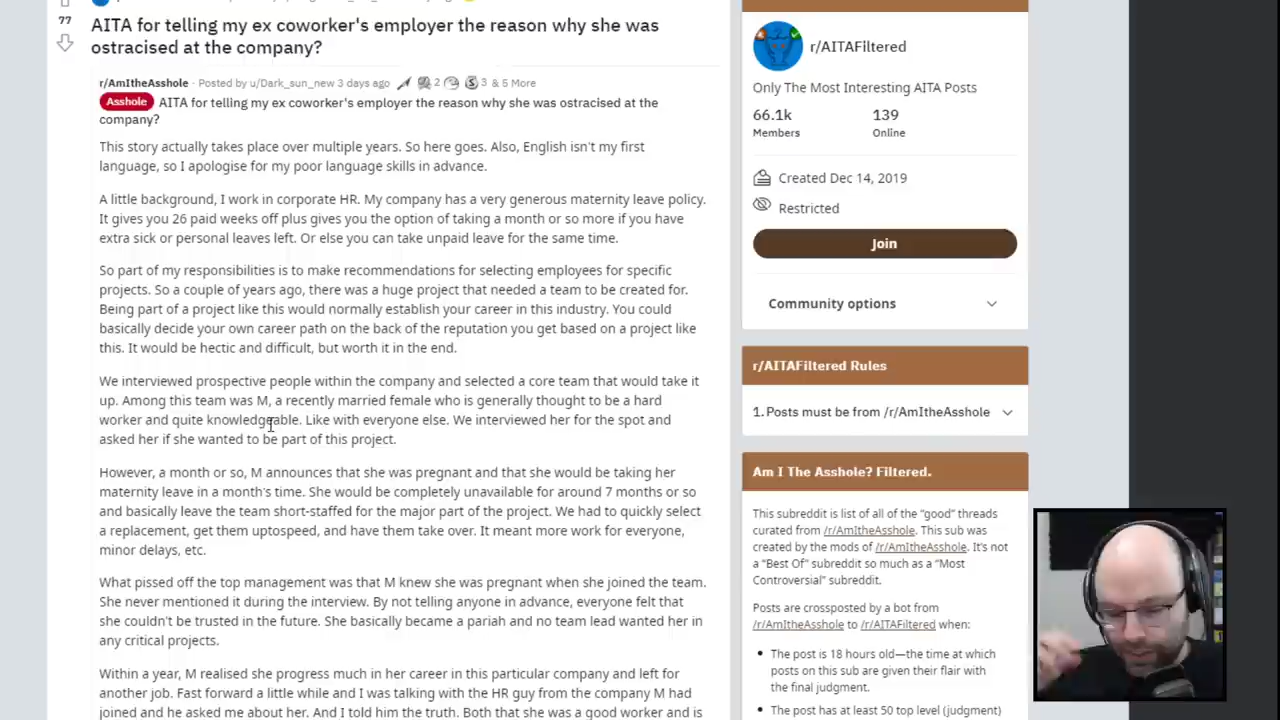 77
AITA for telling my ex coworker's employer the reason why she was
ostracised at the company?
r/AmItheAsshole · Posted by u/Dark_sun_new 3 days ago 2 3 & 5 More
Asshole AITA for telling my ex coworker's employer the reason why she was ostracised at the
company?
This story actually takes place over multiple years. So here goes. Also, English isn't my first
language, so I apologise for my poor language skills in advance.
A little background, I work in corporate HR. My company has a very generous maternity leave policy.
It gives you 26 paid weeks off plus gives you the option of taking a month or so more if you have
extra sick or personal leaves left. Or else you can take unpaid leave for the same time.
So part of my responsibilities is to make recommendations for selecting employees for specific
projects. So a couple of years ago, there was a huge project that needed a team to be created for.
Being part of a project like this would normally establish your career in this industry. You could
basically decide your own career path on the back of the reputation you get based on a project like
this. It would be hectic and difficult, but worth it in the end.
We interviewed prospective people within the company and selected a core team that would take it
up. Among this team was M, a recently married female who is generally thought to be a hard
worker and quite knowledgeable. Like with everyone else. We interviewed her for the spot and
asked her if she wanted to be part of this project.
However, a month or so, M announces that she was pregnant and that she would be taking her
maternity leave in a month's time. She would be completely unavailable for around 7 months or so
and basically leave the team short-staffed for the major part of the project. We had to quickly select
a replacement, get them uptospeed, and have them take over. It meant more work for everyone,
minor delays, etc.
What pissed off the top management was that M knew she was pregnant when she joined the team.
She never mentioned it during the interview. By not telling anyone in advance, everyone felt that
she couldn't be trusted in the future. She basically became a pariah and no team lead wanted her in
any critical projects.
Within a year, M realised she progress much in her career in this particular company and left for
another job. Fast forward a little while and I was talking with the HR guy from the company M had
joined and he asked me about her. And I told him the truth. Both that she was a good worker and is
r/AITAFiltered
Only The Most Interesting AITA Posts
66.1k 139
Members Online
Created Dec 14, 2019
Restricted
Join
Community options
r/AITAFiltered Rules
1. Posts must be from /r/AmItheAsshole
Am I The Asshole? Filtered.
This subreddit is list of all of the "good" threads
curated from /r/AmItheAsshole. This sub was
created by the mods of /r/AmItheAsshole. It's not
a "Best Of" subreddit so much as a "Most
Controversial" subreddit.
Posts are crossposted by a bot from
/r/AmItheAsshole to /r/AITAFiltered when:
• The post is 18 hours old—the time at which
posts on this sub are given their flair with
the final judgment.
• The post has at least 50 top level (judgment)